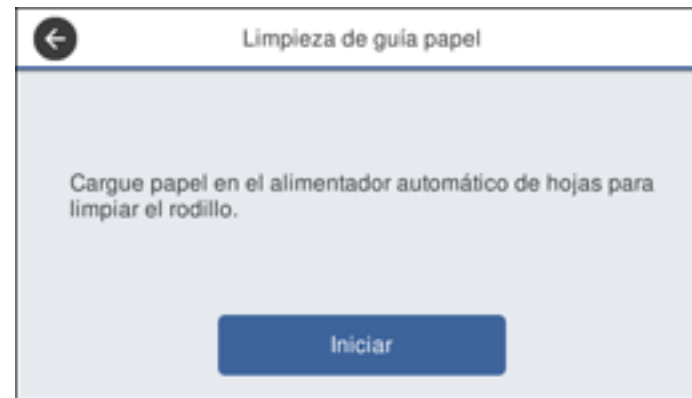 Limpieza de guía papel
Cargue papel en el alimentador automático de hojas para
limpiar el rodillo.
Iniciar